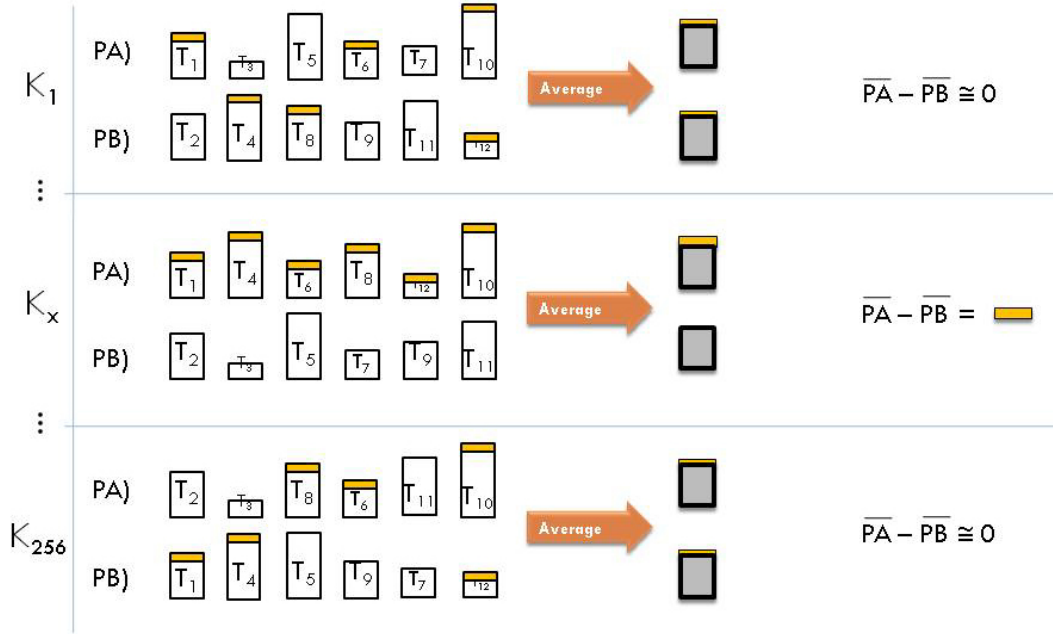 PA) T1 T3 T5 T6 T7 T10
K1 Average PA – PB ≅ 0
PB) T2 T4 T8 T9 T11 T12
⋮
PA) T1 T4 T6 T8 T12 T10
Kx Average PA – PB =
PB) T2 T3 T5 T7 T9 T11
⋮
PA) T2 T3 T8 T6 T11 T10
K256 Average PA – PB ≅ 0
PB) T1 T4 T5 T9 T7 T12